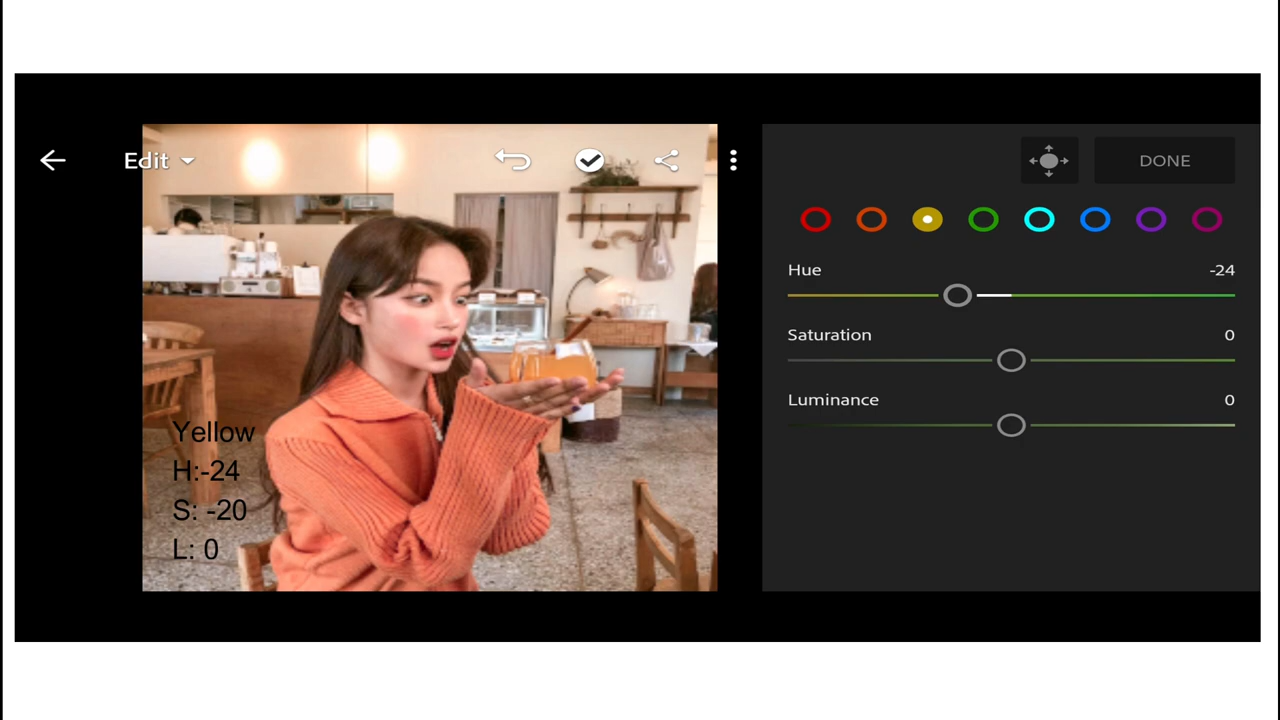 Edit
DONE
Hue -24
Saturation 0
Luminance 0
Yellow
H:-24
S: -20
L: 0